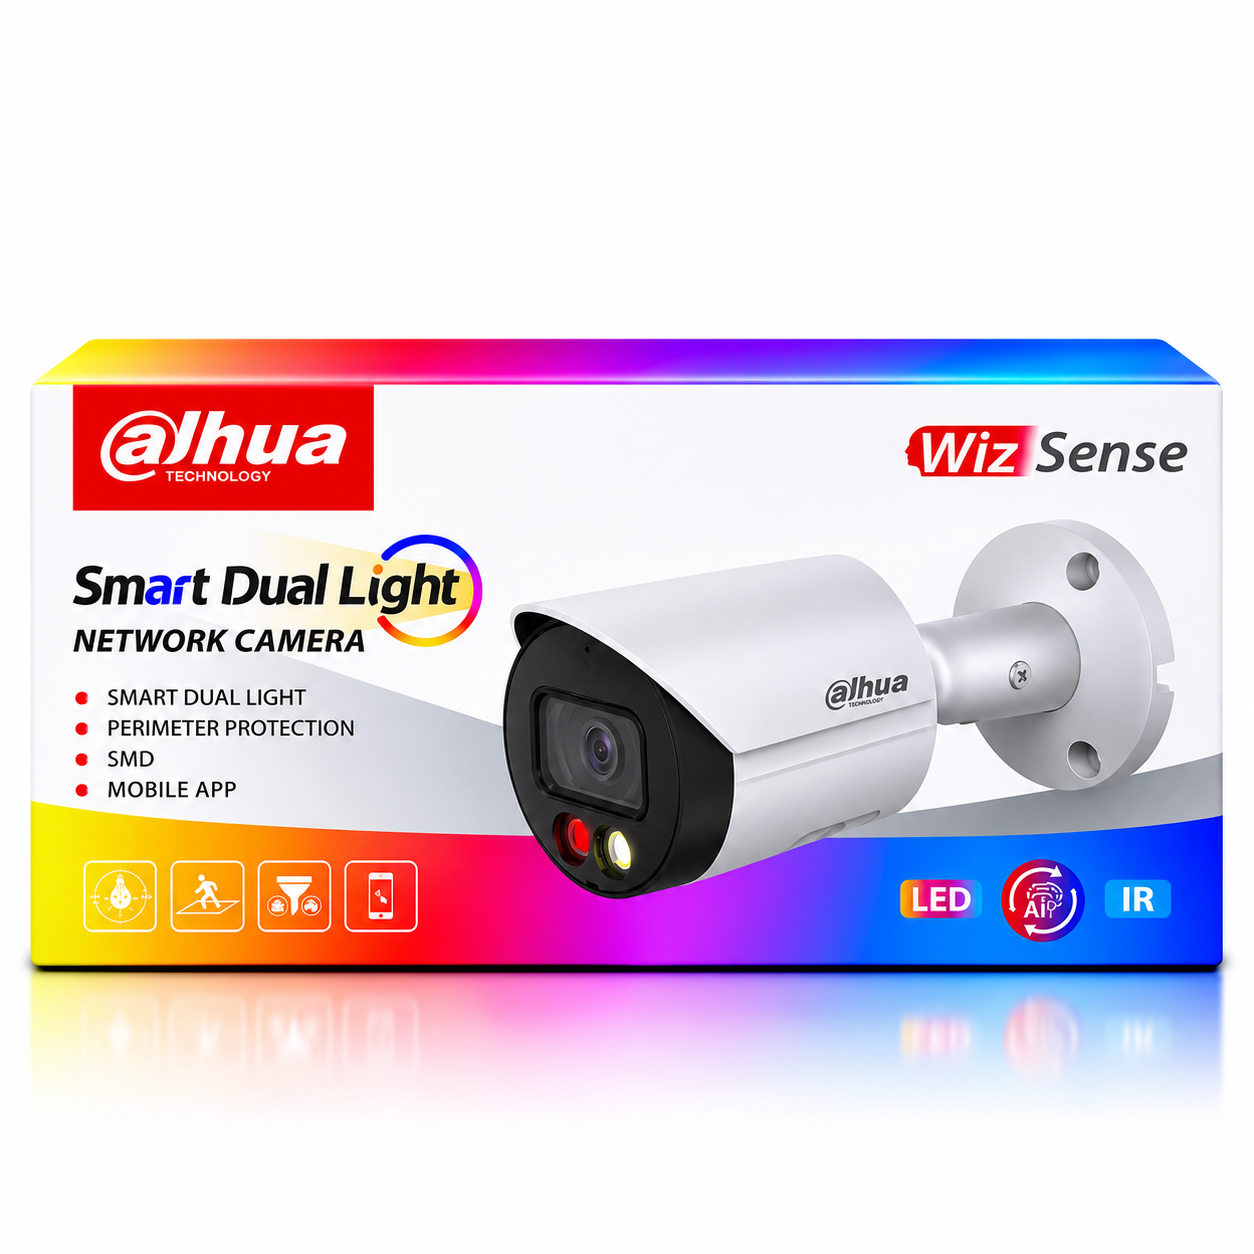 alhua
TECHNOLOGY
Wiz Sense
Smart Dual Light
NETWORK CAMERA
SMART DUAL LIGHT
PERIMETER PROTECTION
SMD
MOBILE APP
alhua
TECHNOLOGY
LED
AI
IR